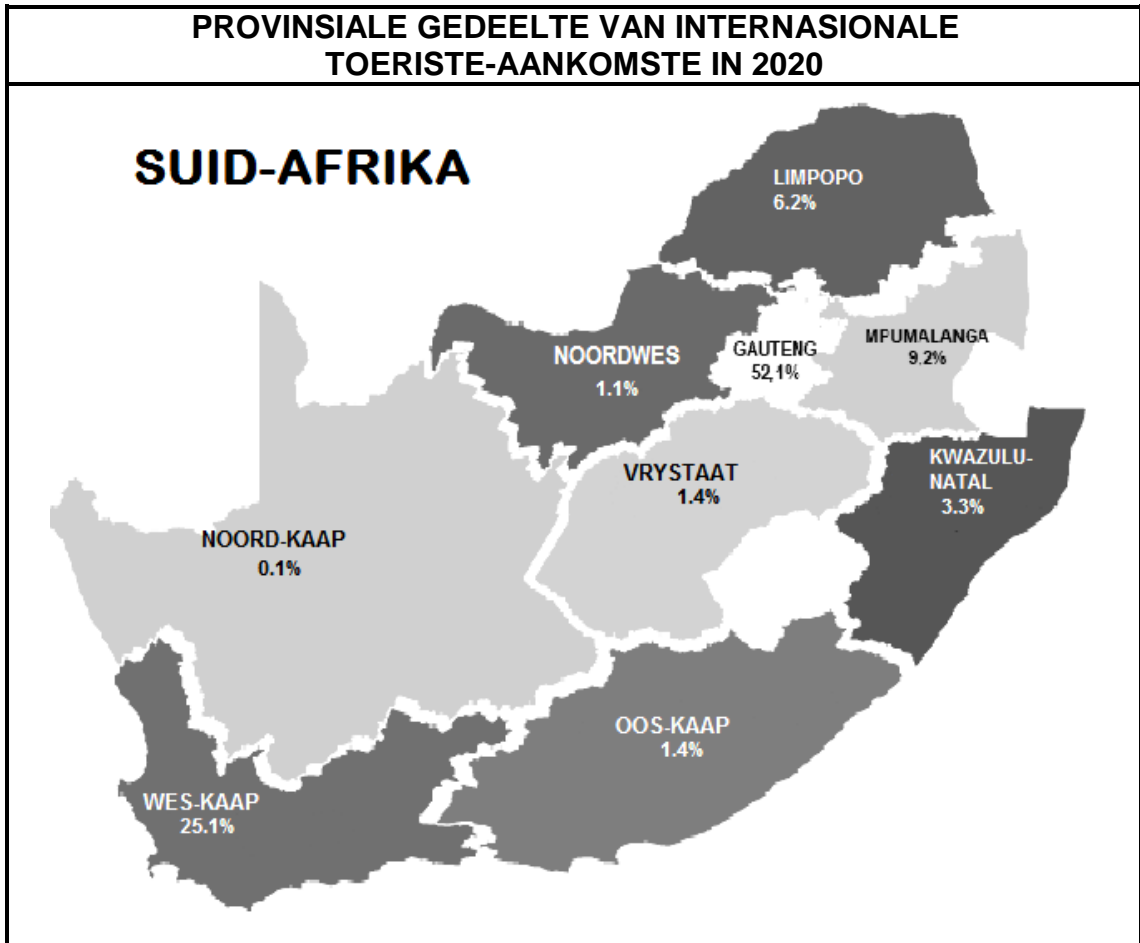 PROVINSIALE GEDEELTE VAN INTERNASIONALE
TOERISTE-AANKOMSTE IN 2020
SUID-AFRIKA
LIMPOPO
6.2%
MPUMALANGA
9.2%
GAUTENG
52,1%
NOORDWES
1.1%
KWAZULU-
NATAL
3.3%
VRYSTAAT
1.4%
NOORD-KAAP
0.1%
OOS-KAAP
1.4%
WES-KAAP
25.1%